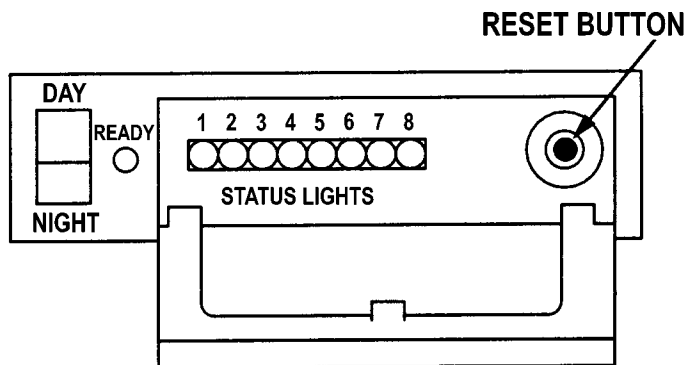 RESET BUTTON
DAY
READY
1 2 3 4 5 6 7 8
STATUS LIGHTS
NIGHT